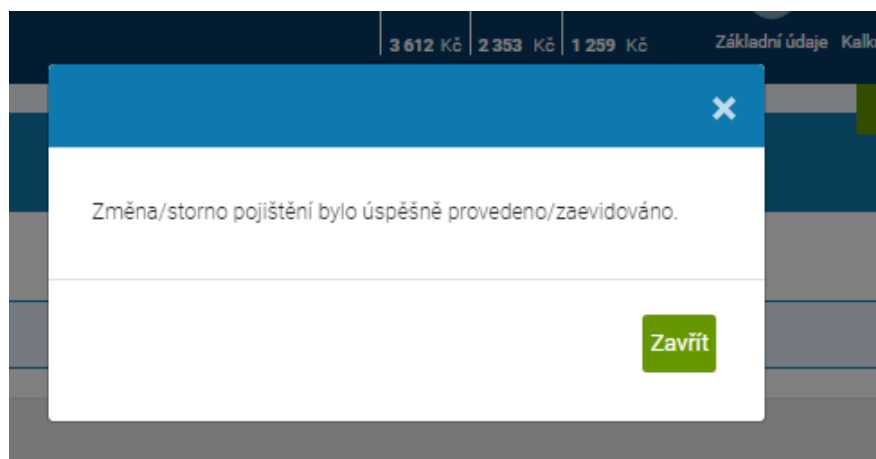 3 612 Kč 2 353 Kč 1 259 Kč Základní údaje
Změna/storno pojištění bylo úspěšně provedeno/zaevidováno.
Zavřít